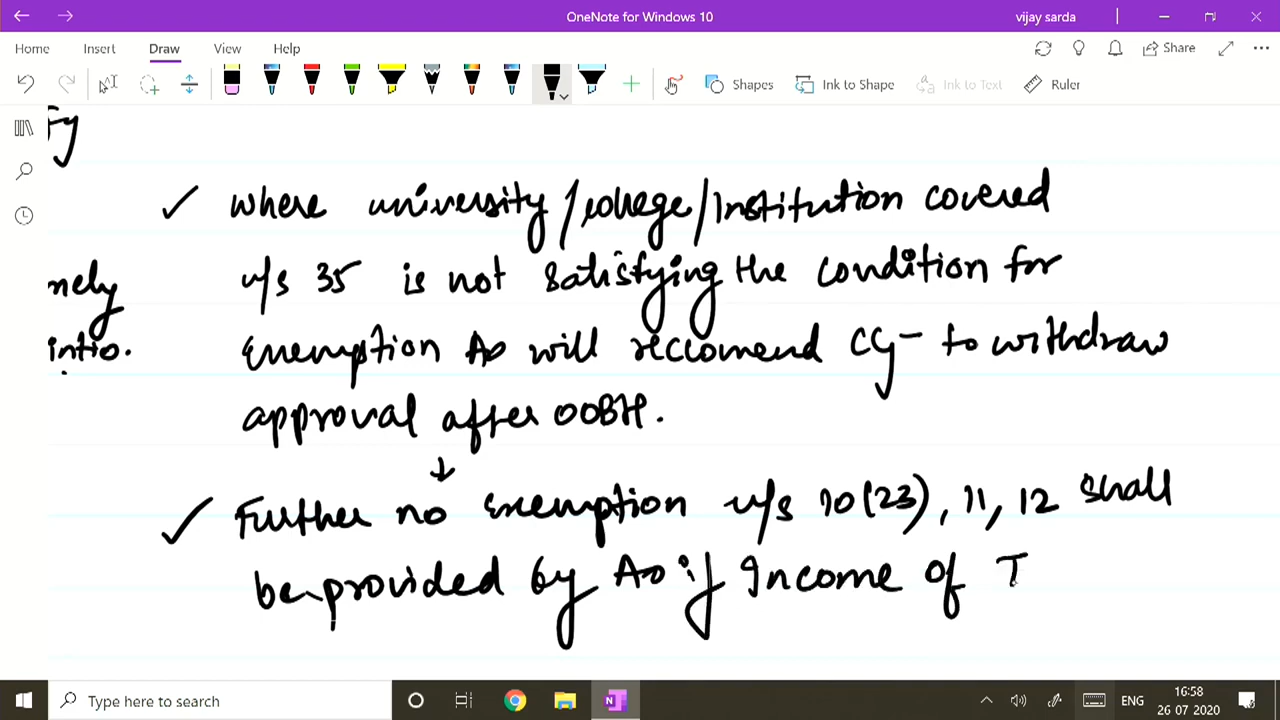 OneNote for Windows 10
vijay sarda
Home Insert Draw View Help
Share
Shapes Ink to Shape Ink to Text Ruler
fy
✓ where university/college/Institution covered
mely u/s 35 is not satisfying the condition for
intio. exemption AO will reccomend CG to withdraw
approval after OOBH.
↓
✓ Further no exemption u/s 10(23), 11, 12 shall
be provided by AO if Income of T
Type here to search
ENG
16:58
26-07-2020